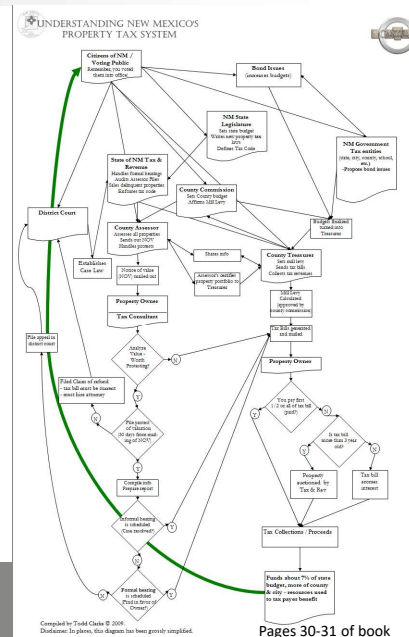 UNDERSTANDING NEW MEXICO'S
PROPERTY TAX SYSTEM
Citizens of NM /
Voting Public
Remember, you voted
them into office!
Bond Issues
(increases budgets)
NM State
Legislature
Sets state budget
Writes new property tax
laws
Defines Tax Code
NM Government
Tax entities
(state, city, county, school,
etc.)
-Propose bond issues
State of NM Tax &
Revenue
Handles formal hearings
Audits Assessor Files
Sells delinquent properties
Enforces tax code
County Commission
Sets County budget
Affirms Mill Levy
District Court
County Assessor
Assesses all properties
Sends out NOV
Handles protests
Budgets finalized
turned into
Treasurer
Shares info
County Treasurer
Sets mill levy
Sends tax bills
Collects tax revenues
Establishes
Case Law
Notice of value
(NOV) mailed out
Assessor's certifies
property portfolio to
Treasurer
Property Owner
Tax Consultant
Mill Levy
Calculated
(approved by
county commission)
Tax Bills generated
and mailed
File appeal in
district court
Analyze
Value -
Worth
Protesting?
N
Property Owner
Filed Claim of refund
- tax bill must be current
- must hire attorney
Y
You pay first
1/2 or all of tax bill
(paid?)
N
File protest
of valuation
(30 days from mailing of NOV)
N
Is tax bill
more than 3 year
old?
Y
Y
N
Y
Compile info
Prepare report
Property
auctioned by
Tax & Rev
Tax bill
accrues
interest
Informal hearing
is scheduled
(Case resolved?)
Y
Tax Collections / Proceeds
N
Formal hearing
is scheduled
(Find in favor of
Owner?)
N
Y
Funds about 7% of state
budget, more of county
& city - resources used
to tax payer benefit
Compiled by Todd Clarke © 2009.
Disclaimer: In places, this diagram has been grossly simplified.
Pages 30-31 of book